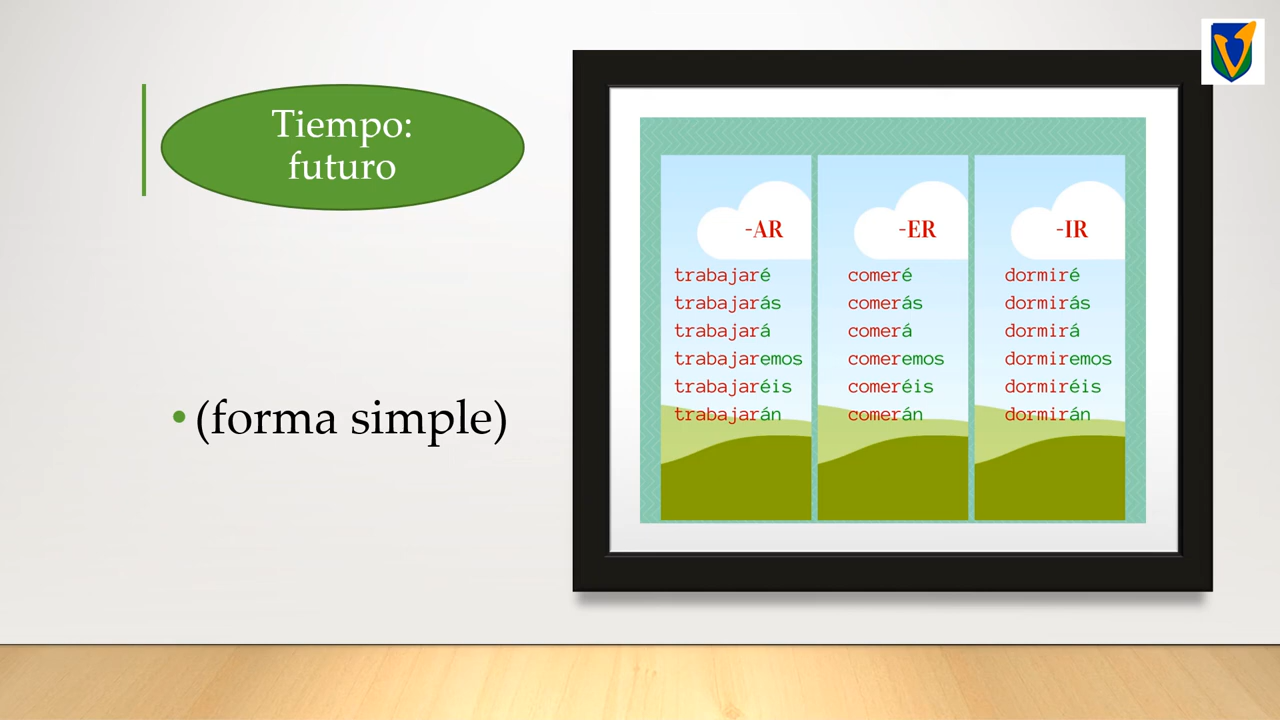 Tiempo:
futuro
• (forma simple)
-AR
trabajaré
trabajarás
trabajará
trabajaremos
trabajaréis
trabajarán
-ER
comeré
comerás
comerá
comeremos
comeréis
comerán
-IR
dormiré
dormirás
dormirá
dormiremos
dormiréis
dormirán